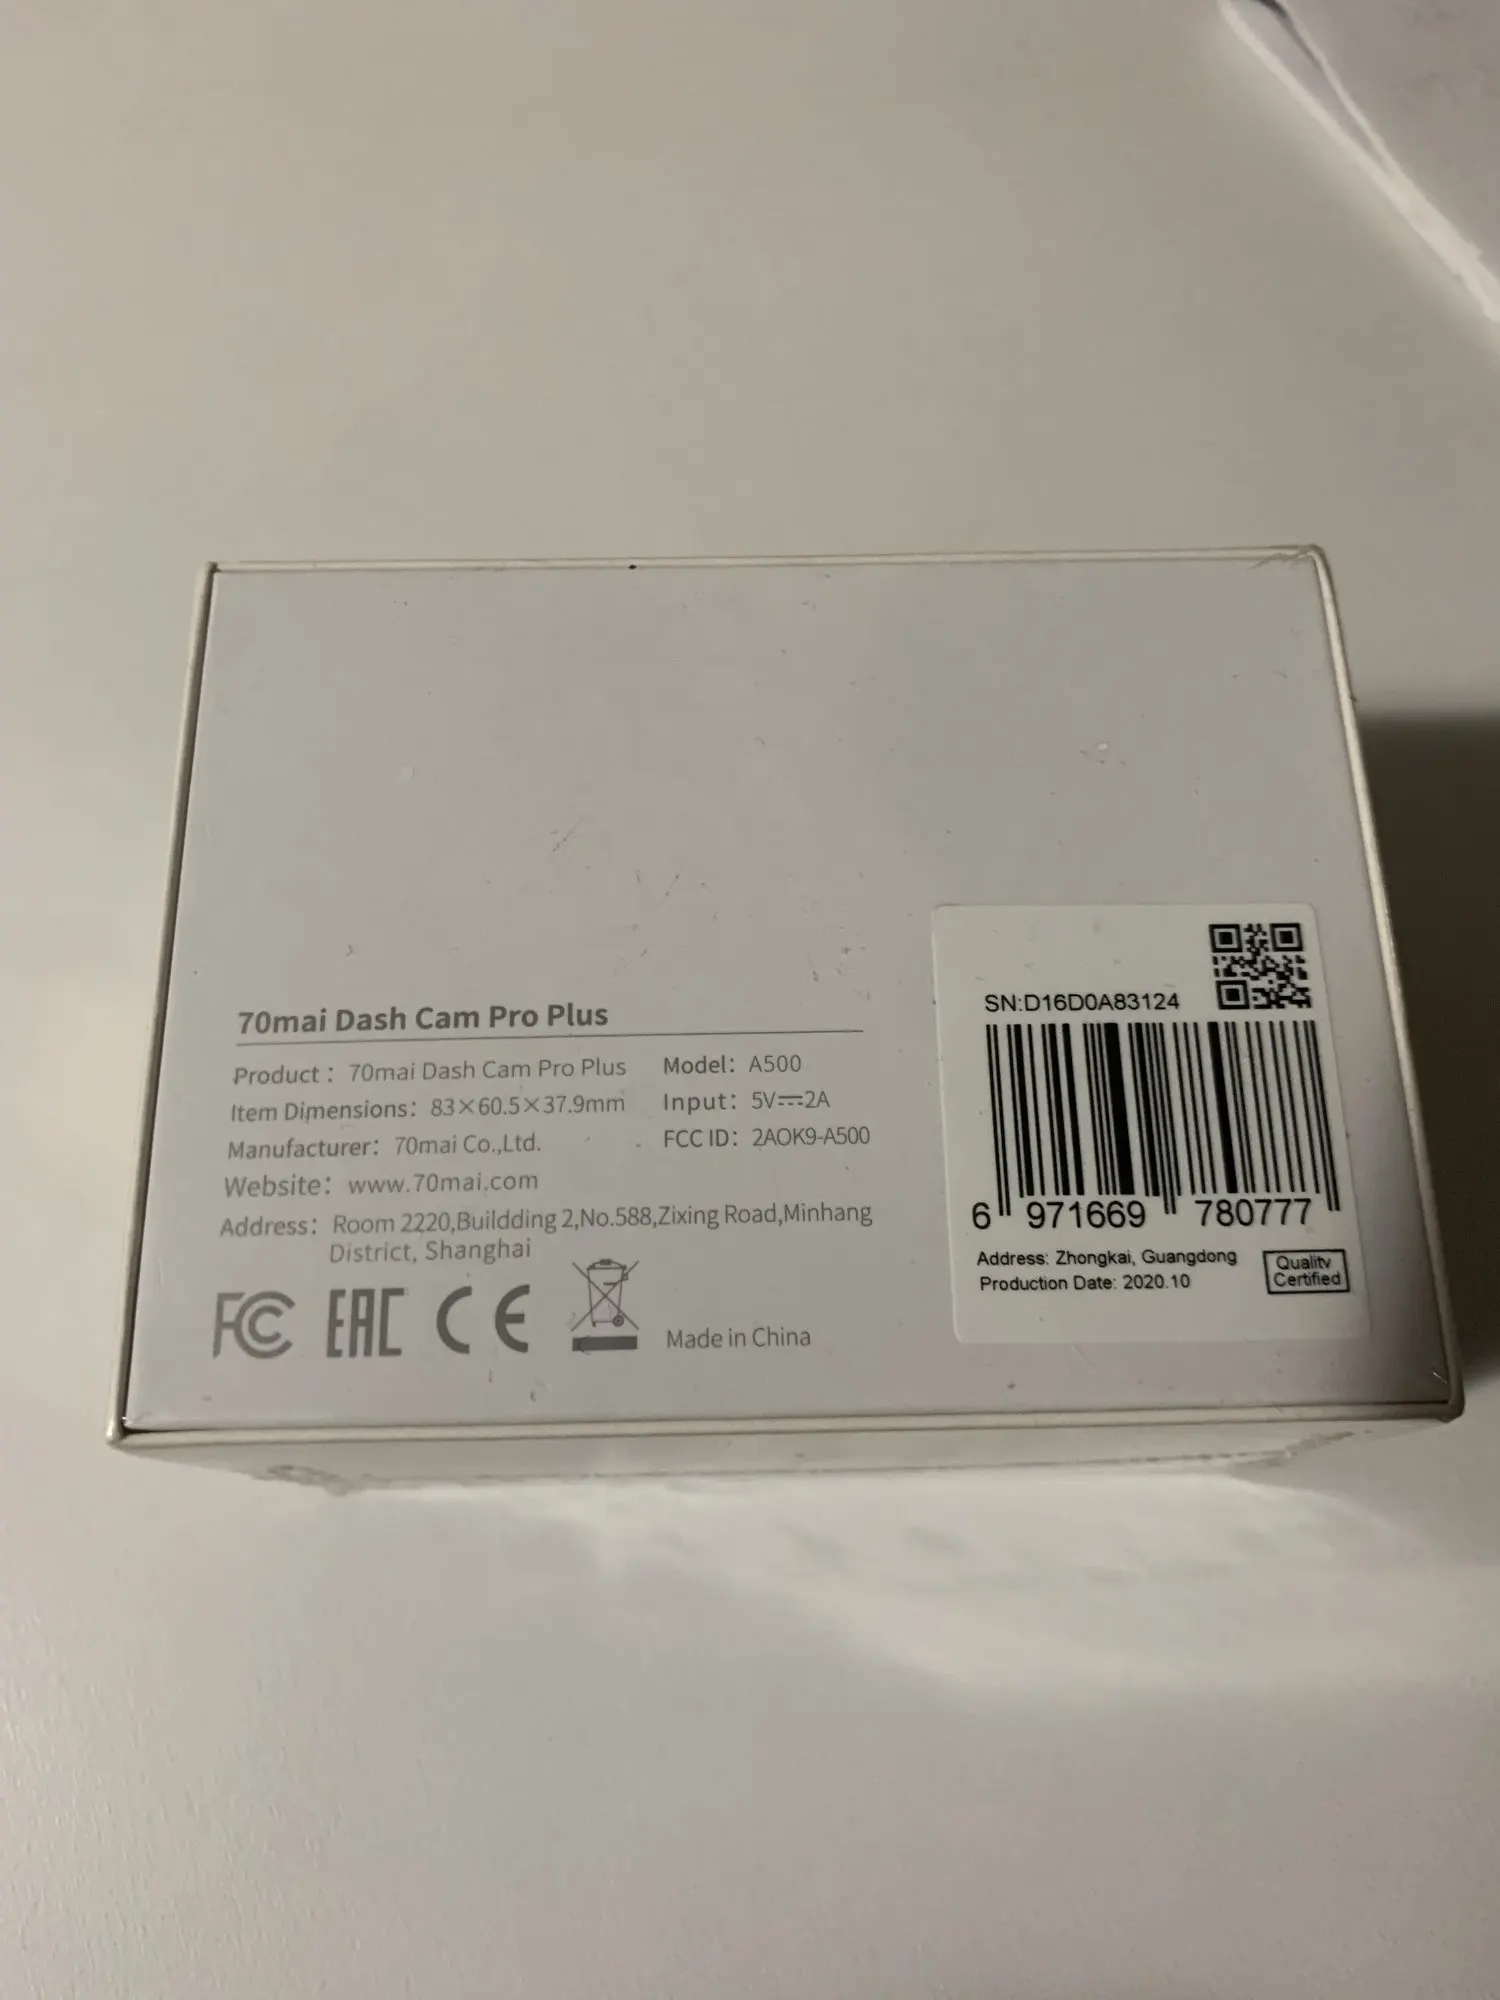 70mai Dash Cam Pro Plus
Product： 70mai Dash Cam Pro Plus
Model： A500
Item Dimensions： 83×60.5×37.9mm
Input： 5V⎓2A
Manufacturer： 70mai Co.,Ltd.
FCC ID： 2AOK9-A500
Website： www.70mai.com
Address： Room 2220,Buildding 2,No.588,Zixing Road,Minhang
District, Shanghai
FC EAC CE
Made in China
SN:D16D0A83124
6 971669 780777
Address: Zhongkai, Guangdong
Production Date: 2020.10
Quality
Certified